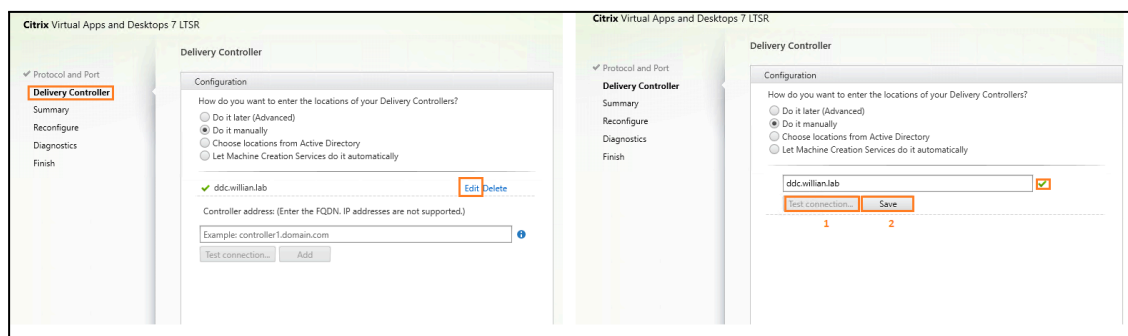 Citrix Virtual Apps and Desktops 7 LTSR
Delivery Controller
Protocol and Port
Delivery Controller
Summary
Reconfigure
Diagnostics
Finish
Configuration
How do you want to enter the locations of your Delivery Controllers?
Do it later (Advanced)
Do it manually
Choose locations from Active Directory
Let Machine Creation Services do it automatically
ddc.willian.lab Edit Delete
Controller address: (Enter the FQDN. IP addresses are not supported.)
Example: controller1.domain.com
Test connection... Add
Citrix Virtual Apps and Desktops 7 LTSR
Delivery Controller
Protocol and Port
Delivery Controller
Summary
Reconfigure
Diagnostics
Finish
Configuration
How do you want to enter the locations of your Delivery Controllers?
Do it later (Advanced)
Do it manually
Choose locations from Active Directory
Let Machine Creation Services do it automatically
ddc.willian.lab
Test connection... Save
1 2